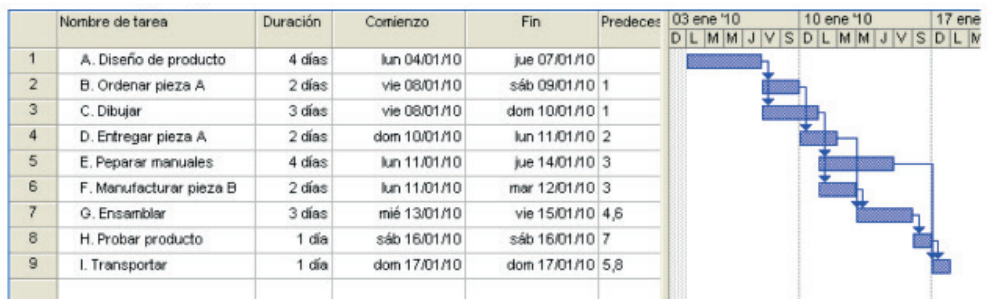 Nombre de tarea Duración Comienzo Fin Predeces 03 ene '10 10 ene '10 17 ene
D L M M J V S D L M M J V S D L M
1 A. Diseño de producto 4 días lun 04/01/10 jue 07/01/10
2 B. Ordenar pieza A 2 días vie 08/01/10 sáb 09/01/10 1
3 C. Dibujar 3 días vie 08/01/10 dom 10/01/10 1
4 D. Entregar pieza A 2 días dom 10/01/10 lun 11/01/10 2
5 E. Peparar manuales 4 días lun 11/01/10 jue 14/01/10 3
6 F. Manufacturar pieza B 2 días lun 11/01/10 mar 12/01/10 3
7 G. Ensamblar 3 días mié 13/01/10 vie 15/01/10 4,6
8 H. Probar producto 1 día sáb 16/01/10 sáb 16/01/10 7
9 I. Transportar 1 día dom 17/01/10 dom 17/01/10 5,8